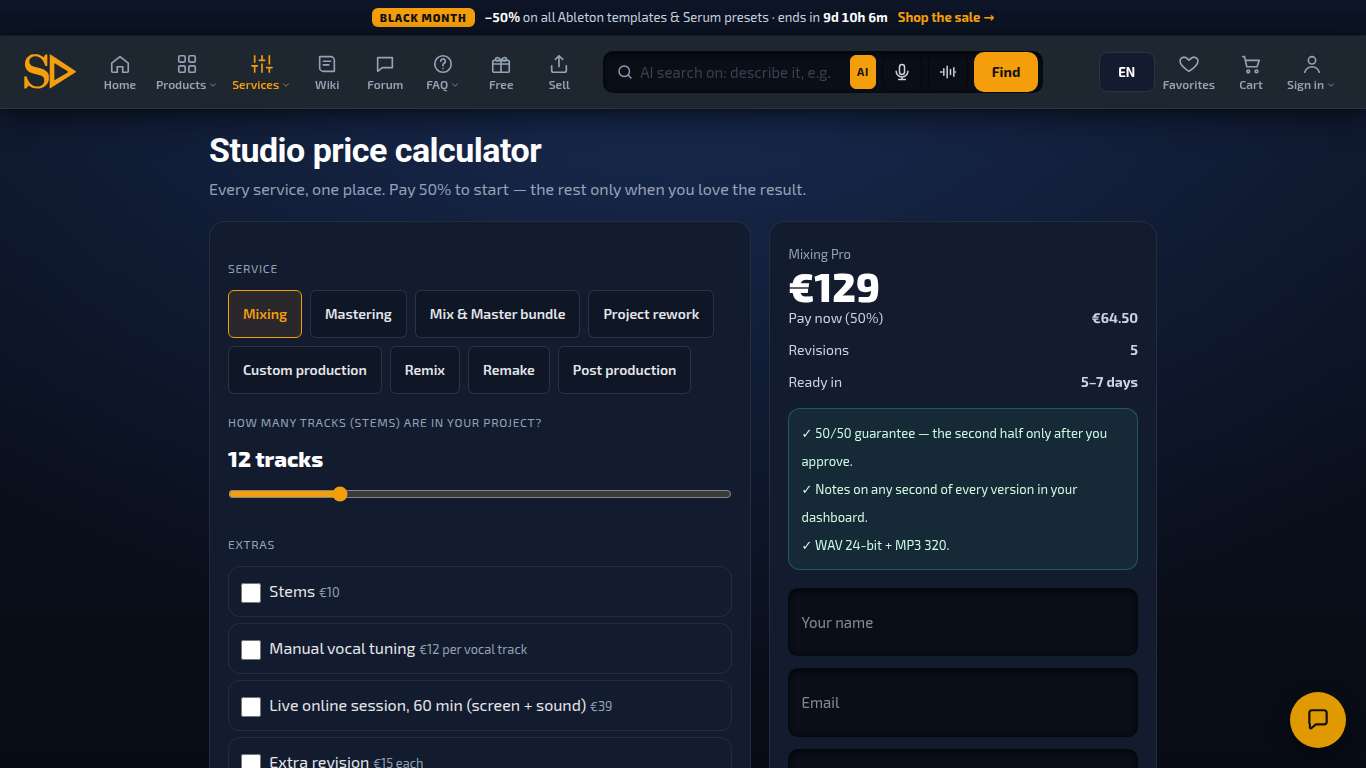 BLACK MONTH −50% on all Ableton templates & Serum presets · ends in 9d 10h 6m Shop the sale →
Home
Products
Services
Wiki
Forum
FAQ
Free
Sell
AI search on: describe it, e.g.
AI
Find
EN
Favorites
Cart
Sign in
Studio price calculator
Every service, one place. Pay 50% to start — the rest only when you love the result.
SERVICE
Mixing
Mastering
Mix & Master bundle
Project rework
Custom production
Remix
Remake
Post production
HOW MANY TRACKS (STEMS) ARE IN YOUR PROJECT?
12 tracks
EXTRAS
Stems €10
Manual vocal tuning €12 per vocal track
Live online session, 60 min (screen + sound) €39
Extra revision €15 each
Mixing Pro
€129
Pay now (50%) €64.50
Revisions 5
Ready in 5–7 days
✓ 50/50 guarantee — the second half only after you
approve.
✓ Notes on any second of every version in your
dashboard.
✓ WAV 24-bit + MP3 320.
Your name
Email